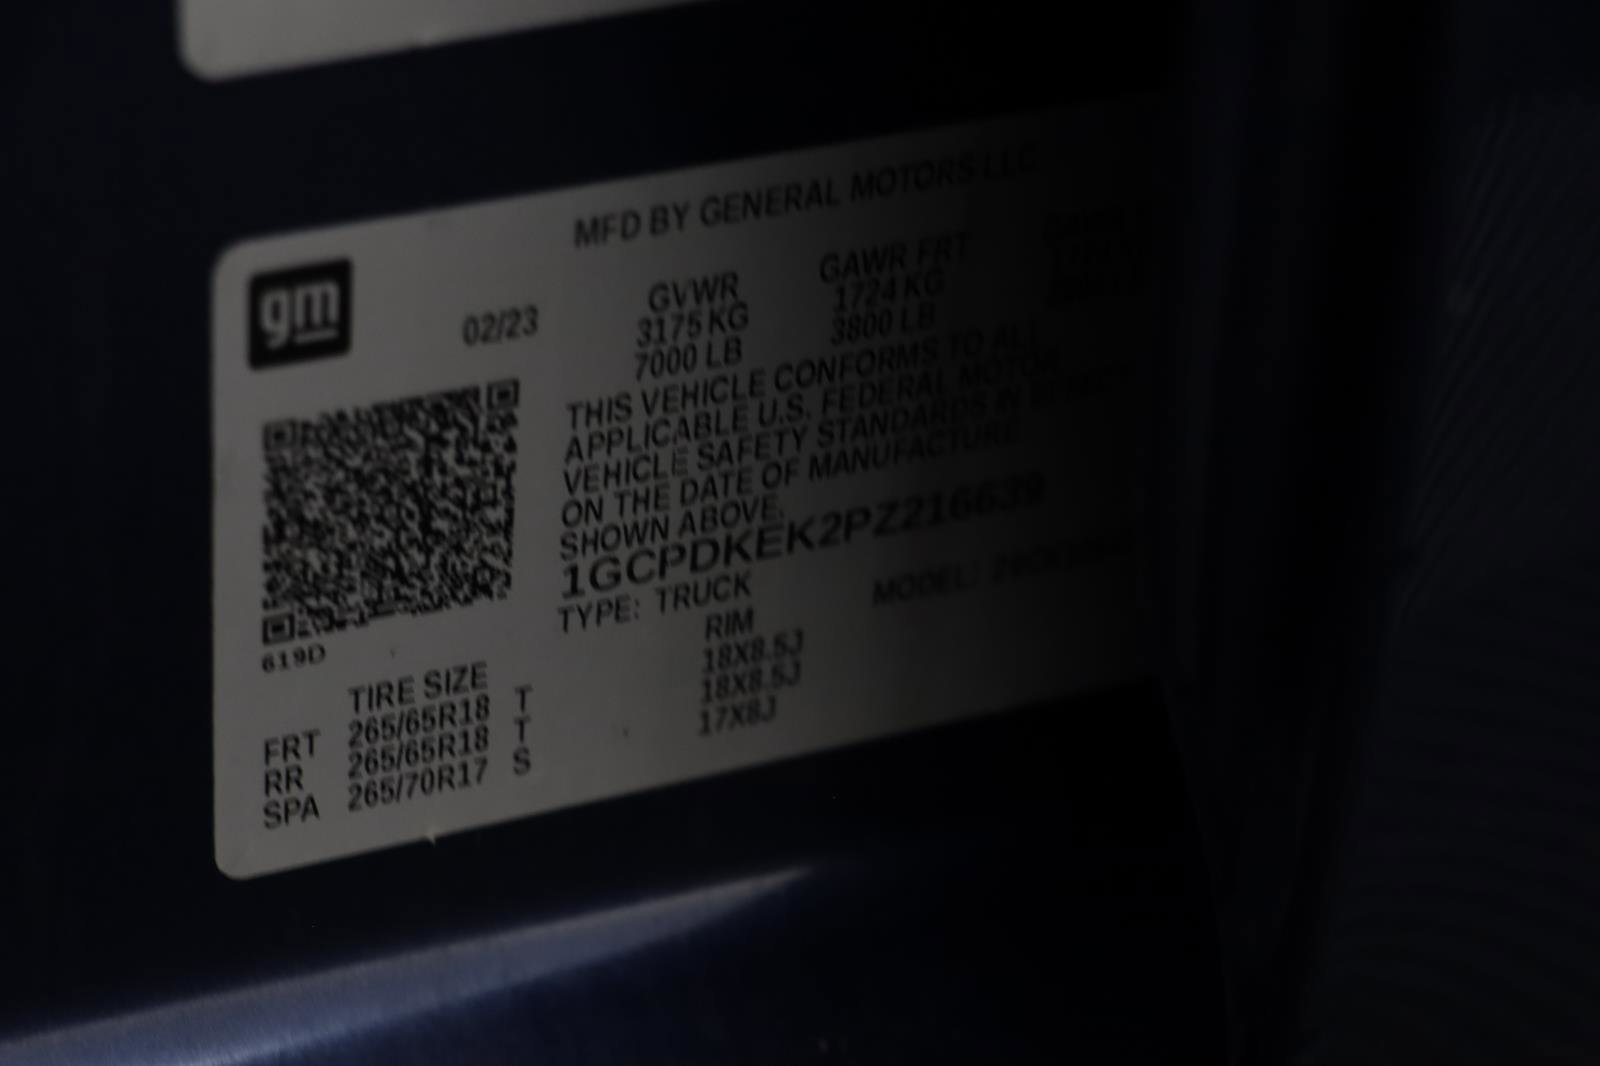 MFD BY GENERAL MOTORS LLC
gm
02/23
GVWR GAWR FRT
3175 KG 1724 KG
7000 LB 3800 LB
THIS VEHICLE CONFORMS TO ALL
APPLICABLE U.S. FEDERAL MOTOR
VEHICLE SAFETY STANDARDS IN EFFECT
ON THE DATE OF MANUFACTURE
SHOWN ABOVE.
1GCPDKEK2PZ216639
TYPE: TRUCK MODEL:
619D
TIRE SIZE RIM
FRT 265/65R18 T 18X8.5J
RR 265/65R18 T 18X8.5J
SPA 265/70R17 S 17X8J